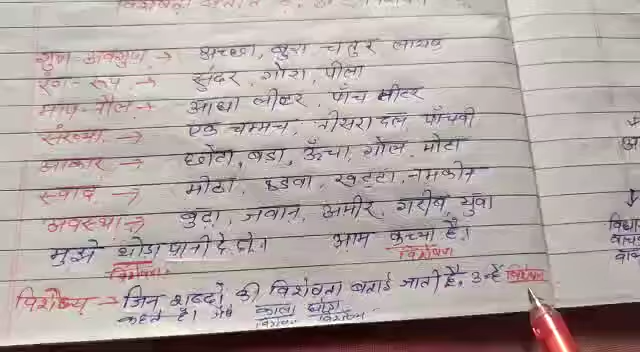 गुण-अवगुण → अच्छा, बुरा चतुर लायक
रंग-रूप → सुंदर, गोरा, पीला
माप-तौल → आधा लीटर, पाँच मीटर
संख्या → एक चम्मच, तीसरा दल पाँचवी
आकार → छोटा, बडा, ऊँचा, गोल, मोटा
स्वाद → मीठा, कडवा, खट्टा, नमकीन
अवस्था → बुढ़ा, जवान, अमीर, गरीब, युवा
मुझे थोडा पानी दे दो। आम कच्चा है।
विशेषण विशेषण
विशेष्य → जिन शब्दों की विशेषता बताई जाती है, उन्हें विशेष्य
कहते हैं। जैसे काला घोडा
विशेषण विशेष्य